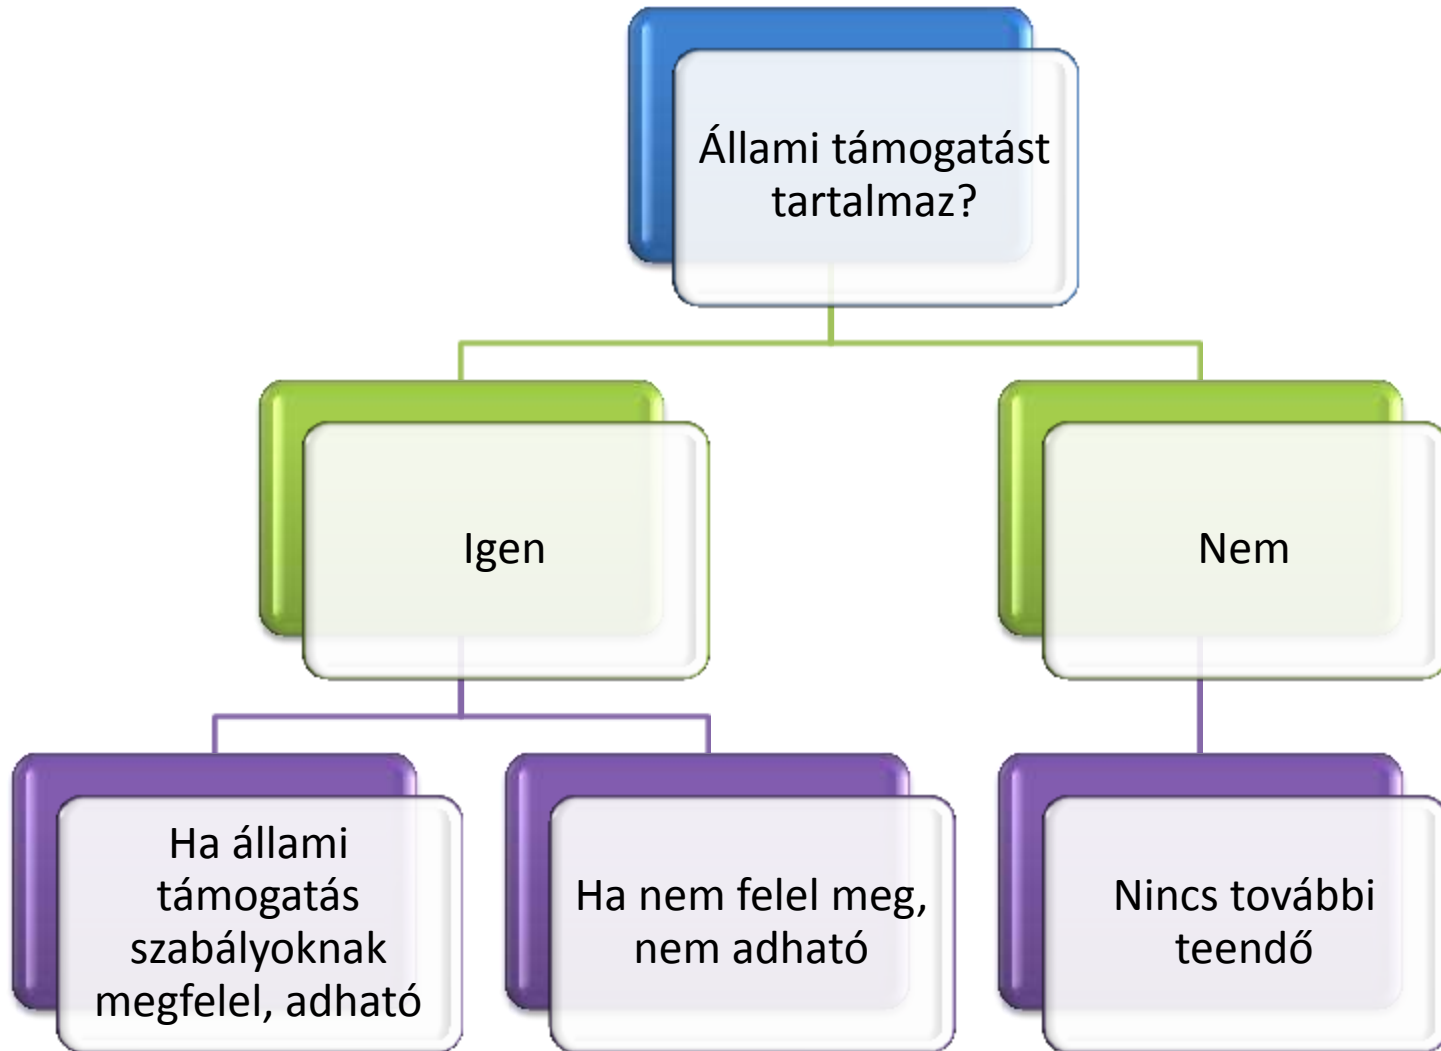 Állami támogatást
tartalmaz?
Igen
Nem
Ha állami
támogatás
szabályoknak
megfelel, adható
Ha nem felel meg,
nem adható
Nincs további
teendő